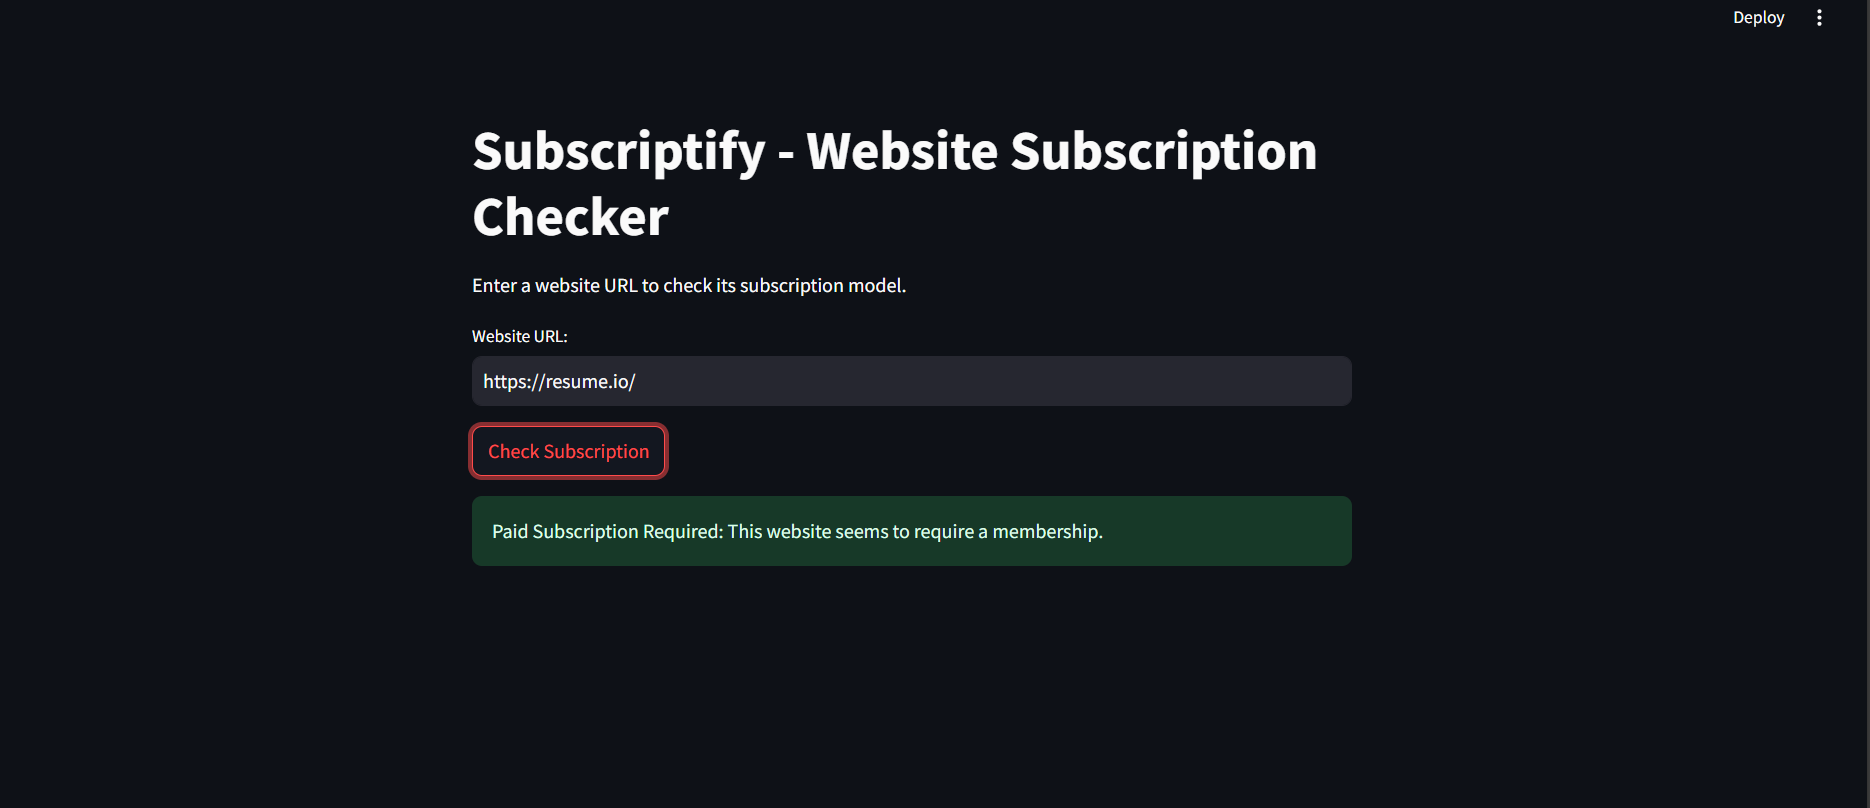 Deploy
Subscriptify - Website Subscription
Checker
Enter a website URL to check its subscription model.
Website URL:
https://resume.io/
Check Subscription
Paid Subscription Required: This website seems to require a membership.